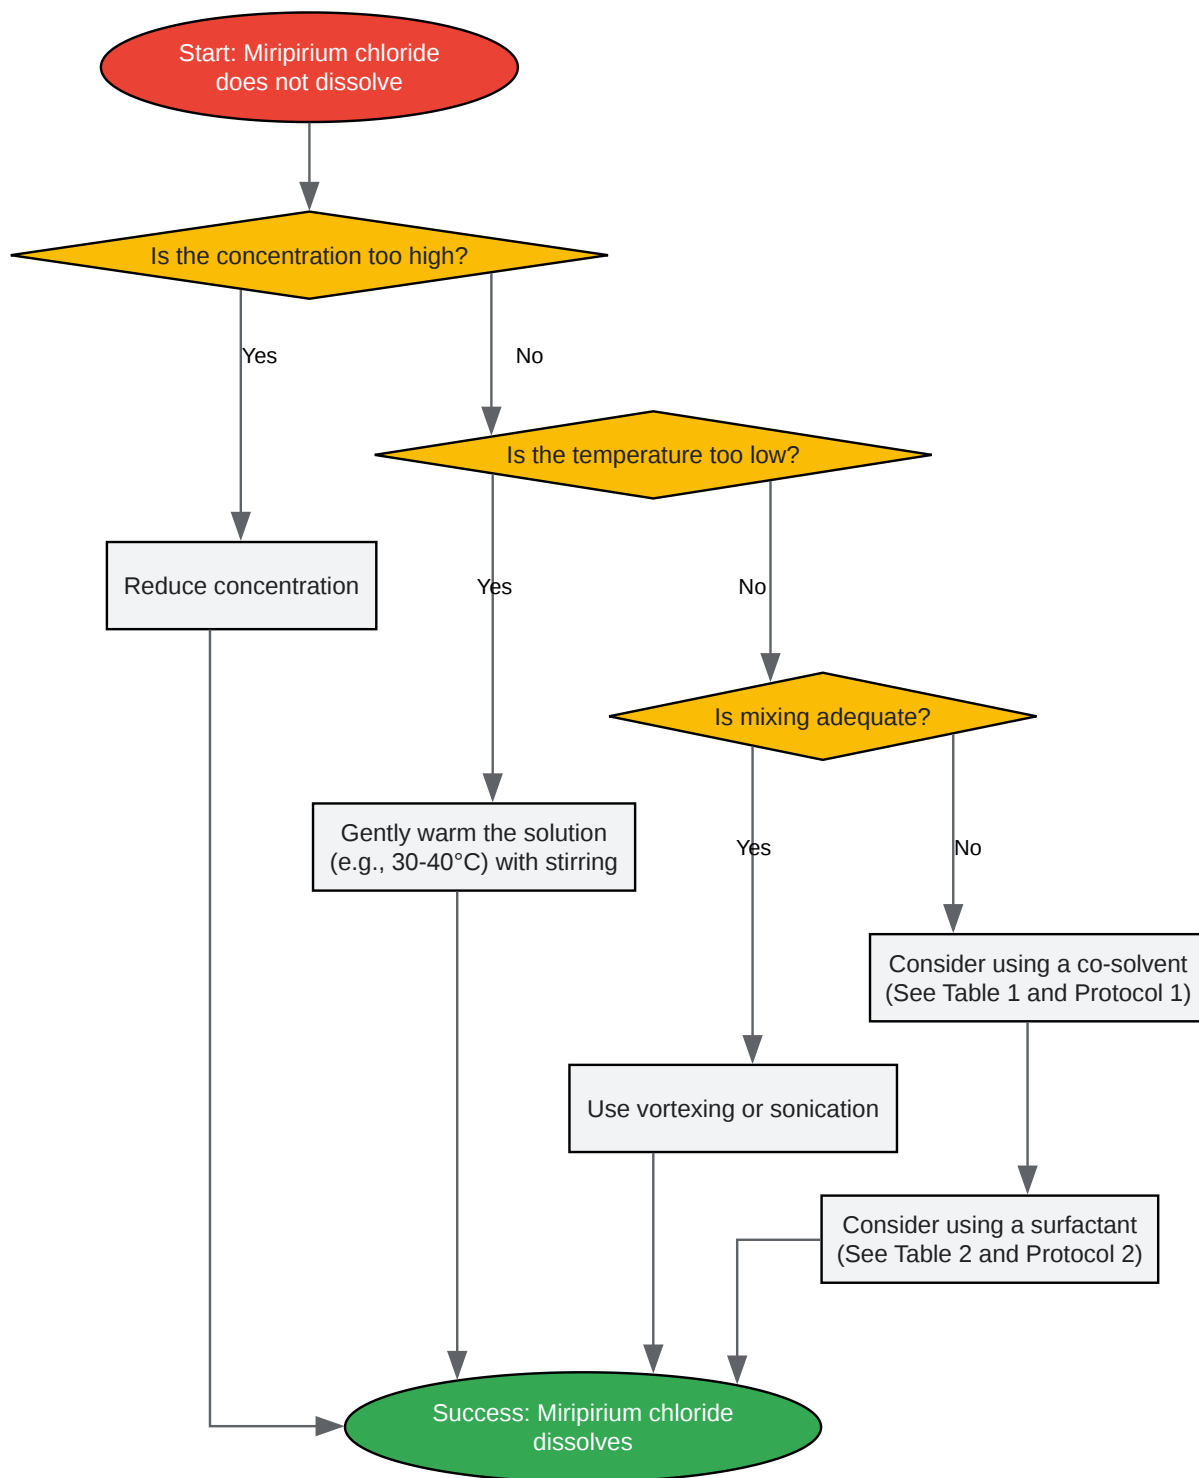 Start: Miripirium chloride
does not dissolve
Is the concentration too high?
Yes
No
Is the temperature too low?
Reduce concentration
Yes
No
Is mixing adequate?
Gently warm the solution
(e.g., 30-40°C) with stirring
Yes
No
Consider using a co-solvent
(See Table 1 and Protocol 1)
Use vortexing or sonication
Consider using a surfactant
(See Table 2 and Protocol 2)
Success: Miripirium chloride
dissolves